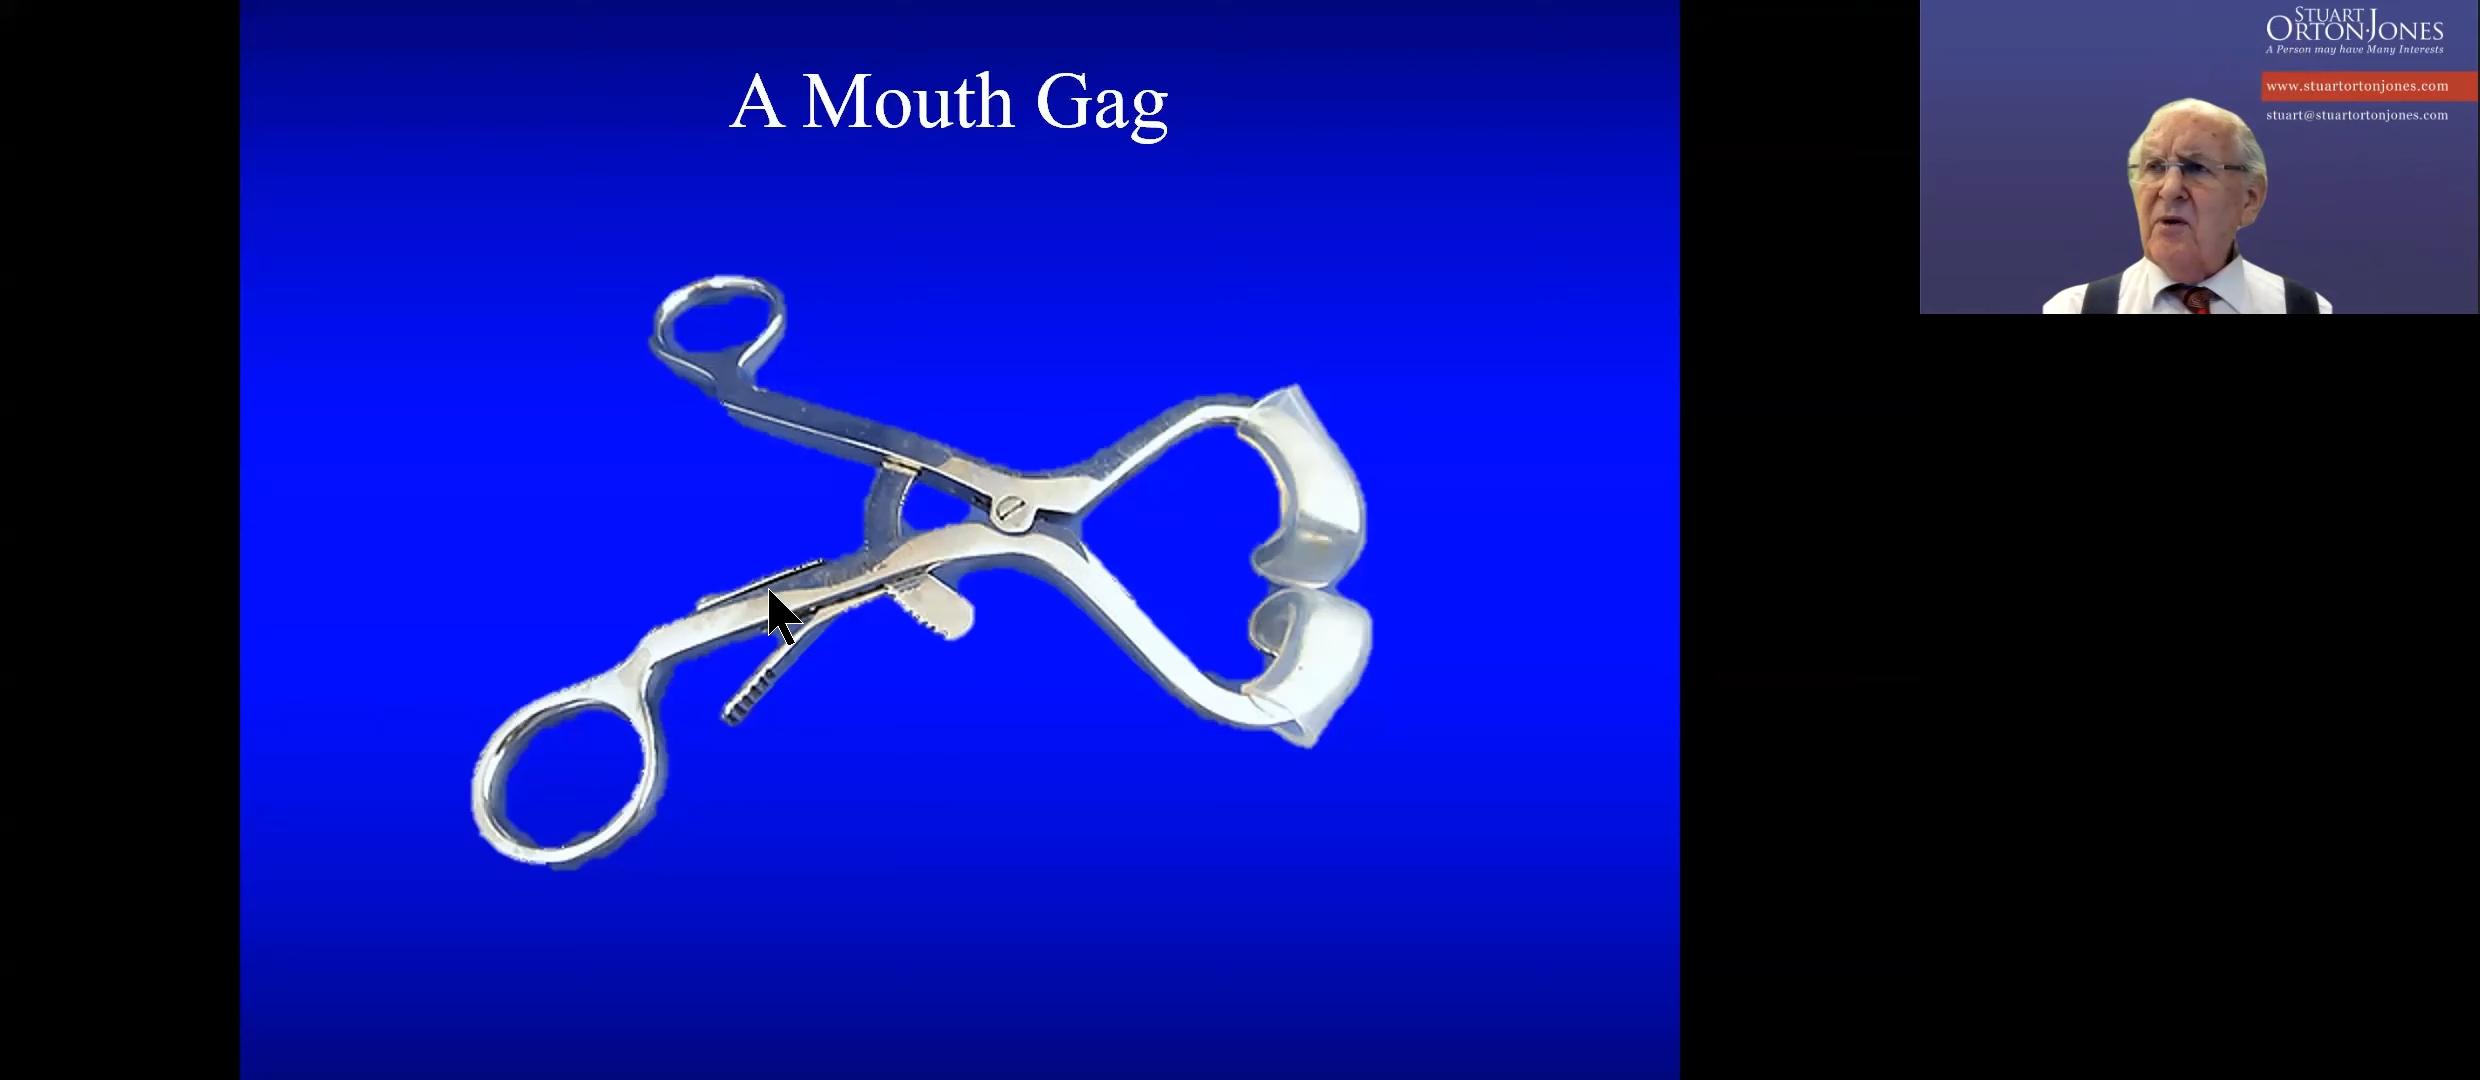 A Mouth Gag
STUART
ORTON-JONES
A Person may have Many Interests
www.stuartortonjones.com
stuart@stuartortonjones.com